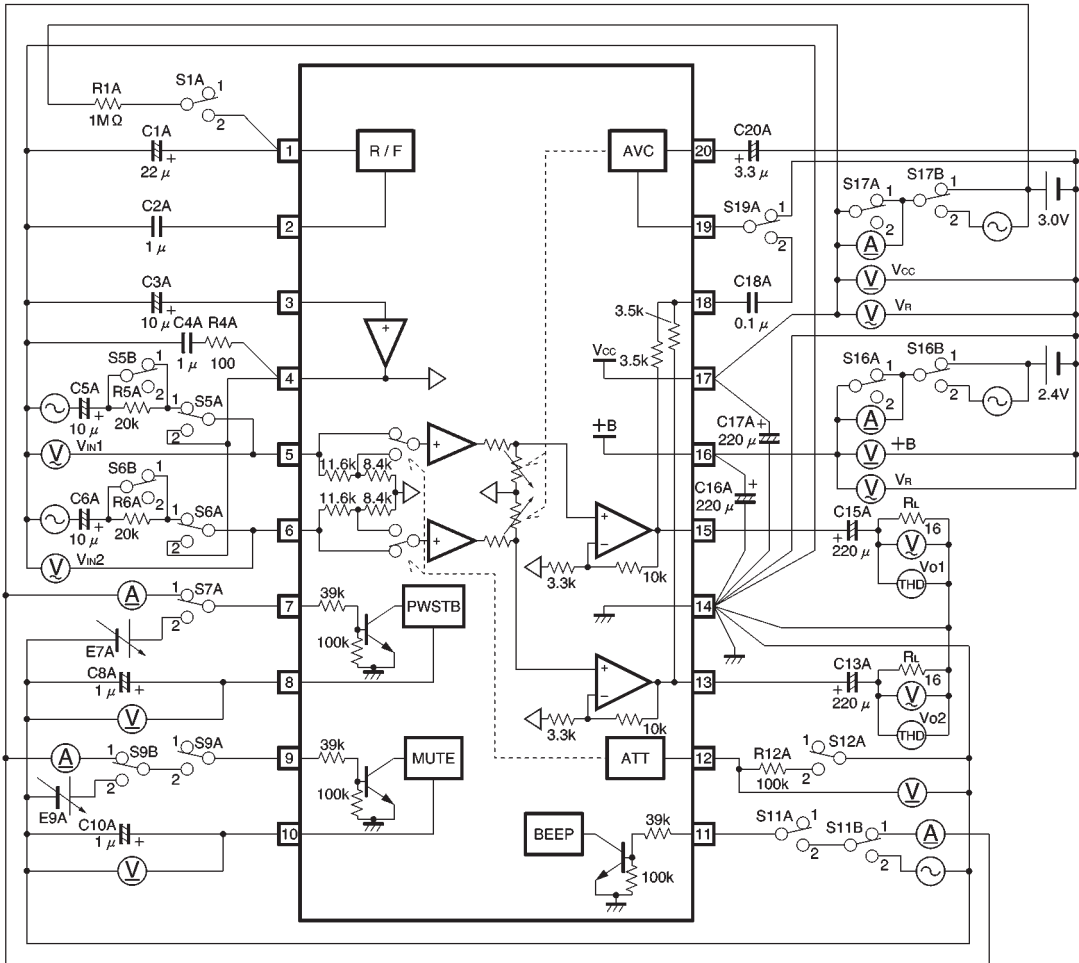 R1A
1MΩ
S1A
1
2
C1A
+
22 μ
1
R / F
C2A
1 μ
2
C3A
+
10 μ
3
C4A
R4A
1 μ
100
4
+
S5B
1
2
C5A
+
10 μ
R5A
20k
S5A
1
2
VIN1
5
S6B
1
2
C6A
+
10 μ
R6A
20k
S6A
1
2
VIN2
6
11.6k
8.4k
11.6k
8.4k
+
+
A
S7A
1
2
E7A
7
39k
100k
PWSTB
C8A
1 μ
+
8
V
A
S9B
1
2
S9A
1
2
E9A
9
39k
100k
MUTE
C10A
1 μ
+
10
V
AVC
20
C20A
+
3.3 μ
19
S19A
1
2
18
C18A
0.1 μ
3.5k
3.5k
VCC
17
+B
16
C17A
+
220 μ
C16A
+
220 μ
S17A
1
2
S17B
1
2
3.0V
A
V
VCC
V
VR
S16A
1
2
S16B
1
2
2.4V
A
V
+B
V
VR
15
C15A
+
220 μ
RL
16
V
Vo1
THD
+
−
3.3k
10k
14
13
C13A
+
220 μ
RL
16
V
Vo2
THD
+
−
3.3k
10k
ATT
12
R12A
100k
S12A
1
2
V
BEEP
39k
100k
11
S11A
1
2
S11B
1
2
A